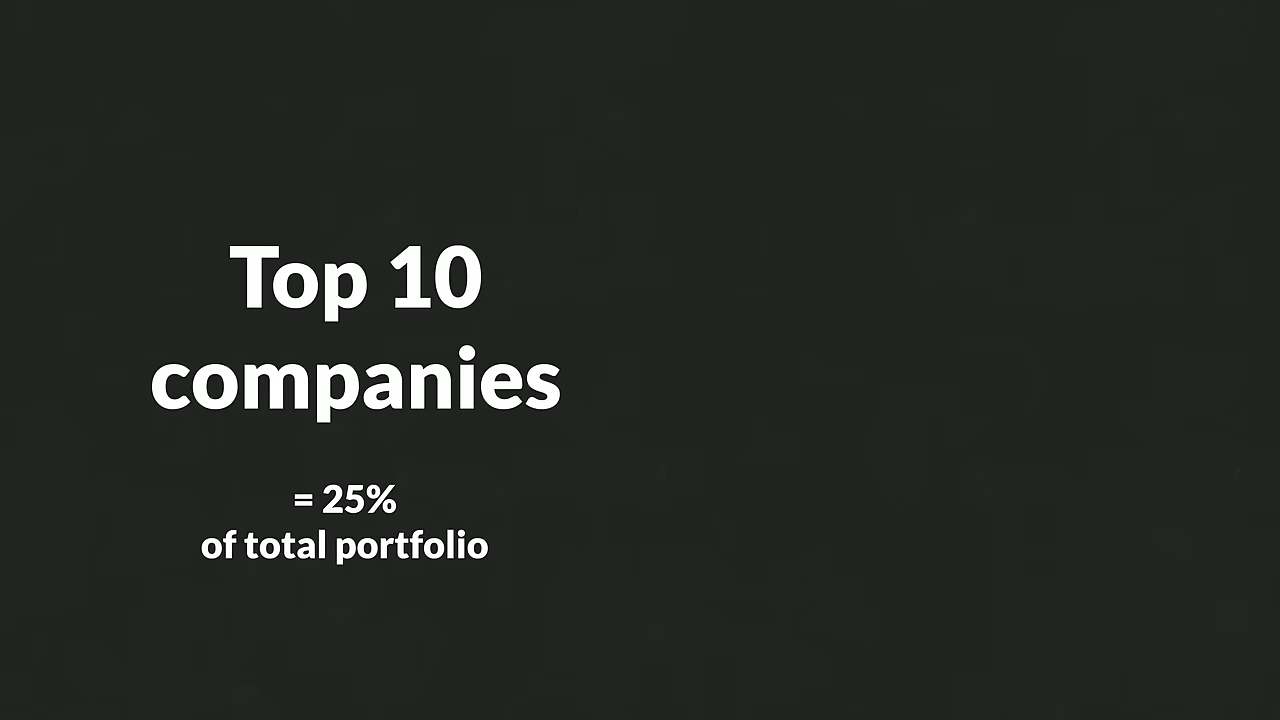 Top 10
companies
= 25%
of total portfolio